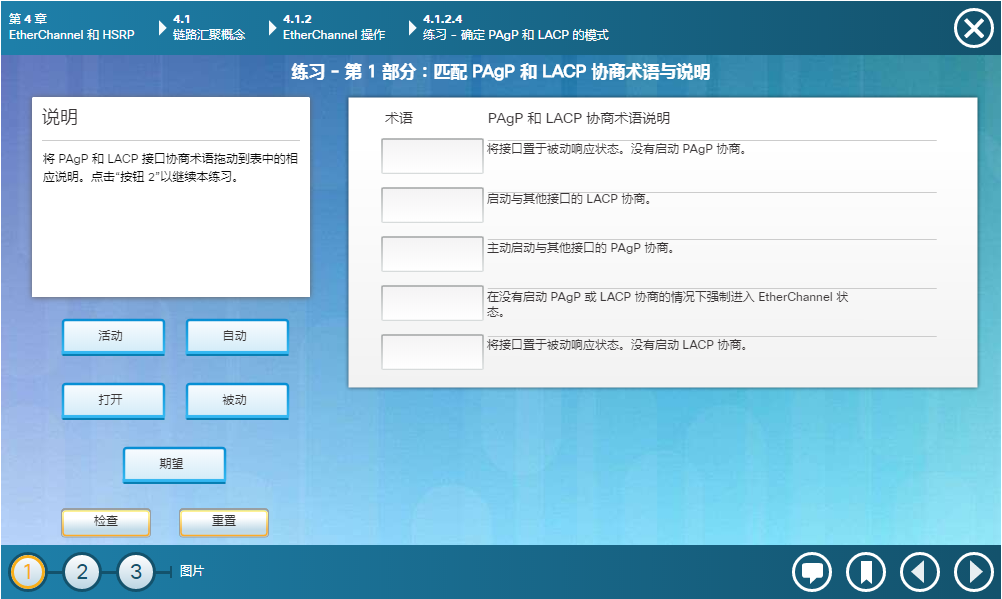 第 4 章
EtherChannel 和 HSRP
4.1
链路汇聚概念
4.1.2
EtherChannel 操作
4.1.2.4
练习 – 确定 PAgP 和 LACP 的模式
练习 – 第 1 部分：匹配 PAgP 和 LACP 协商术语与说明
说明
将 PAgP 和 LACP 接口协商术语拖动到表中的相
应说明。点击“按钮 2”以继续本练习。
活动
自动
打开
被动
期望
检查
重置
术语
PAgP 和 LACP 协商术语说明
将接口置于被动响应状态。没有启动 PAgP 协商。
启动与其他接口的 LACP 协商。
主动启动与其他接口的 PAgP 协商。
在没有启动 PAgP 或 LACP 协商的情况下强制进入 EtherChannel 状
态。
将接口置于被动响应状态。没有启动 LACP 协商。
1
2
3
图片